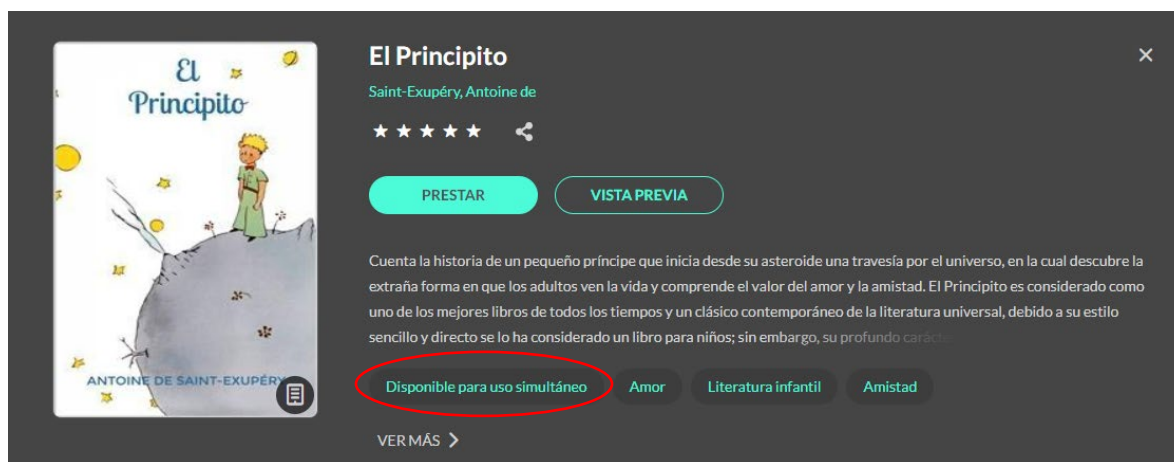 El
Principito
ANTOINE DE SAINT-EXUPÉRY
El Principito
Saint-Exupéry, Antoine de
PRESTAR
VISTA PREVIA
Cuenta la historia de un pequeño príncipe que inicia desde su asteroide una travesía por el universo, en la cual descubre la
extraña forma en que los adultos ven la vida y comprende el valor del amor y la amistad. El Principito es considerado como
uno de los mejores libros de todos los tiempos y un clásico contemporáneo de la literatura universal, debido a su estilo
sencillo y directo se lo ha considerado un libro para niños; sin embargo, su profundo
Disponible para uso simultáneo
Amor
Literatura infantil
Amistad
VER MÁS